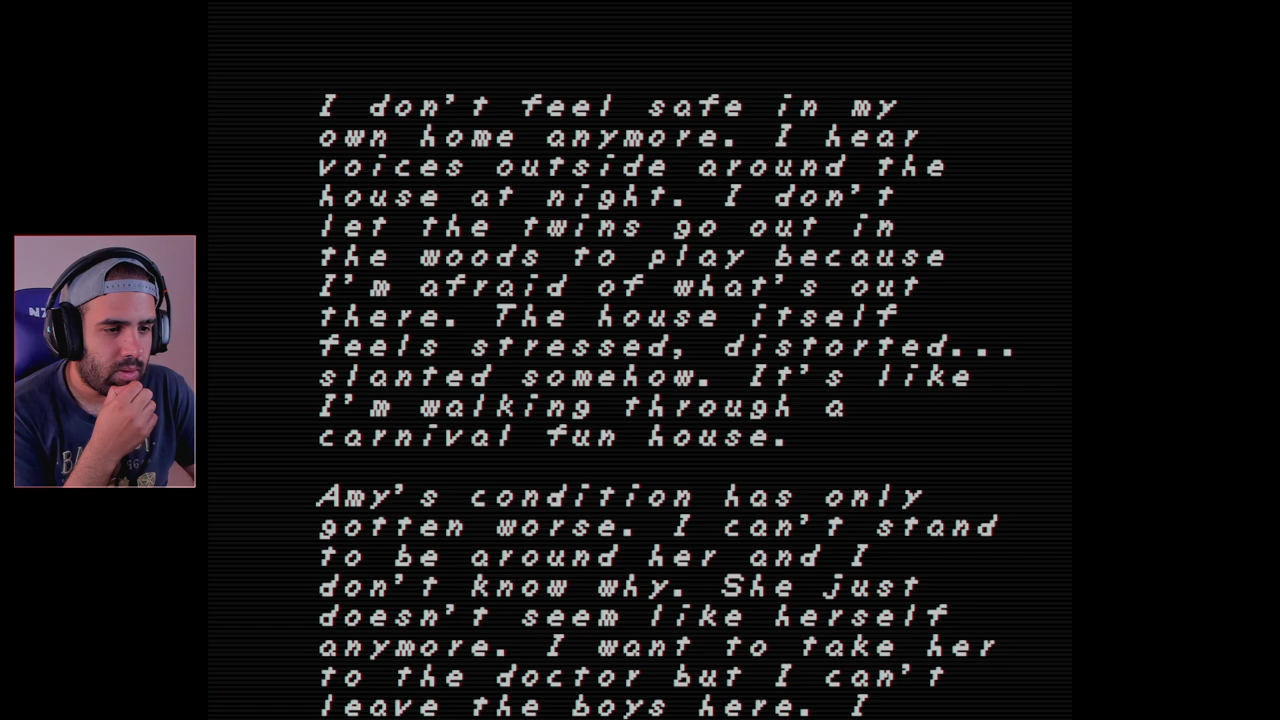 I don't feel safe in my
own home anymore. I hear
voices outside around the
house at night. I don't
let the twins go out in
the woods to play because
I'm afraid of what's out
there. The house itself
feels stressed, distorted...
slanted somehow. It's like
I'm walking through a
carnival fun house.
Amy's condition has only
gotten worse. I can't stand
to be around her and I
don't know why. She just
doesn't seem like herself
anymore. I want to take her
to the doctor but I can't
leave the boys here. I